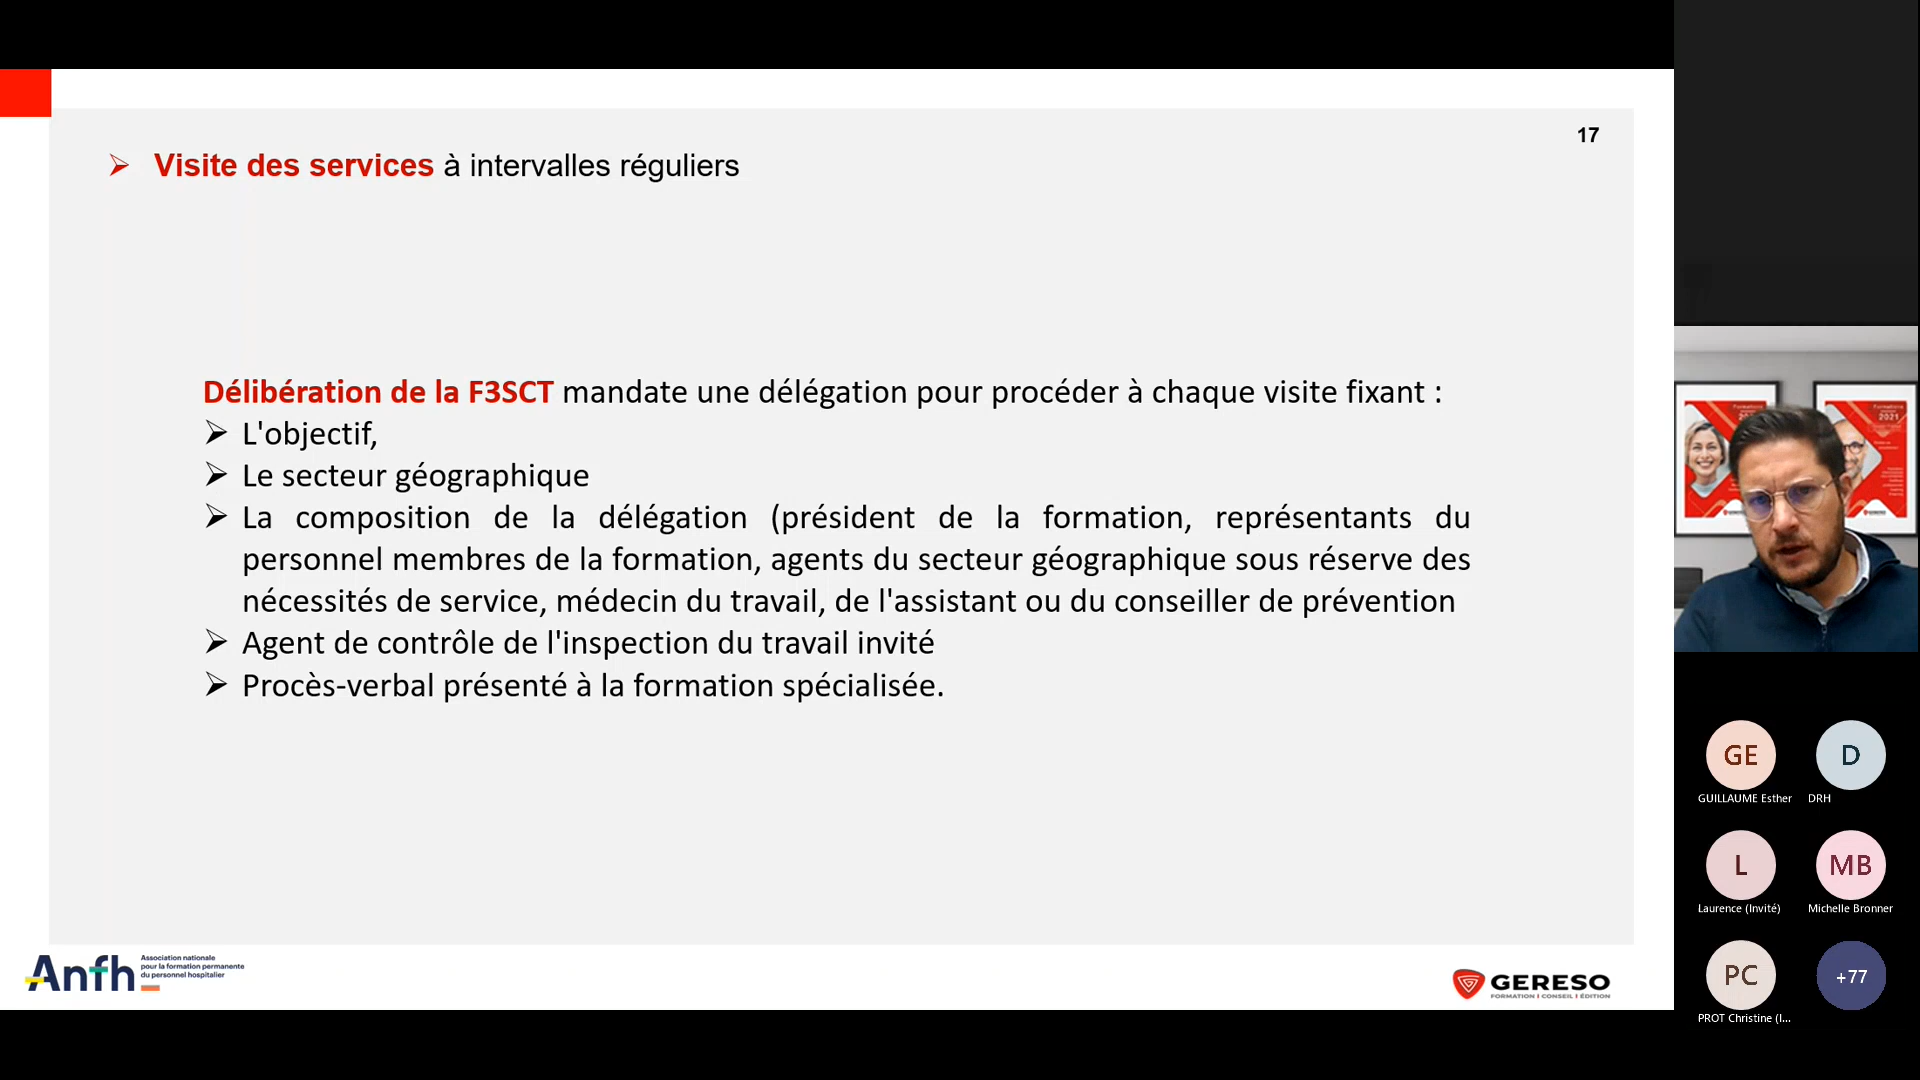 17
➢ Visite des services à intervalles réguliers
Délibération de la F3SCT mandate une délégation pour procéder à chaque visite fixant :
➢ L'objectif,
➢ Le secteur géographique
➢ La composition de la délégation (président de la formation, représentants du
personnel membres de la formation, agents du secteur géographique sous réserve des
nécessités de service, médecin du travail, de l'assistant ou du conseiller de prévention
➢ Agent de contrôle de l'inspection du travail invité
➢ Procès-verbal présenté à la formation spécialisée.
Anfh
Association nationale
pour la formation permanente
du personnel hospitalier
GERESO
FORMATION I CONSEIL I ÉDITION
2021
GE
GUILLAUME Esther
D
DRH
L
Laurence (Invité)
MB
Michelle Bronner
PC
PROT Christine (I...
+77